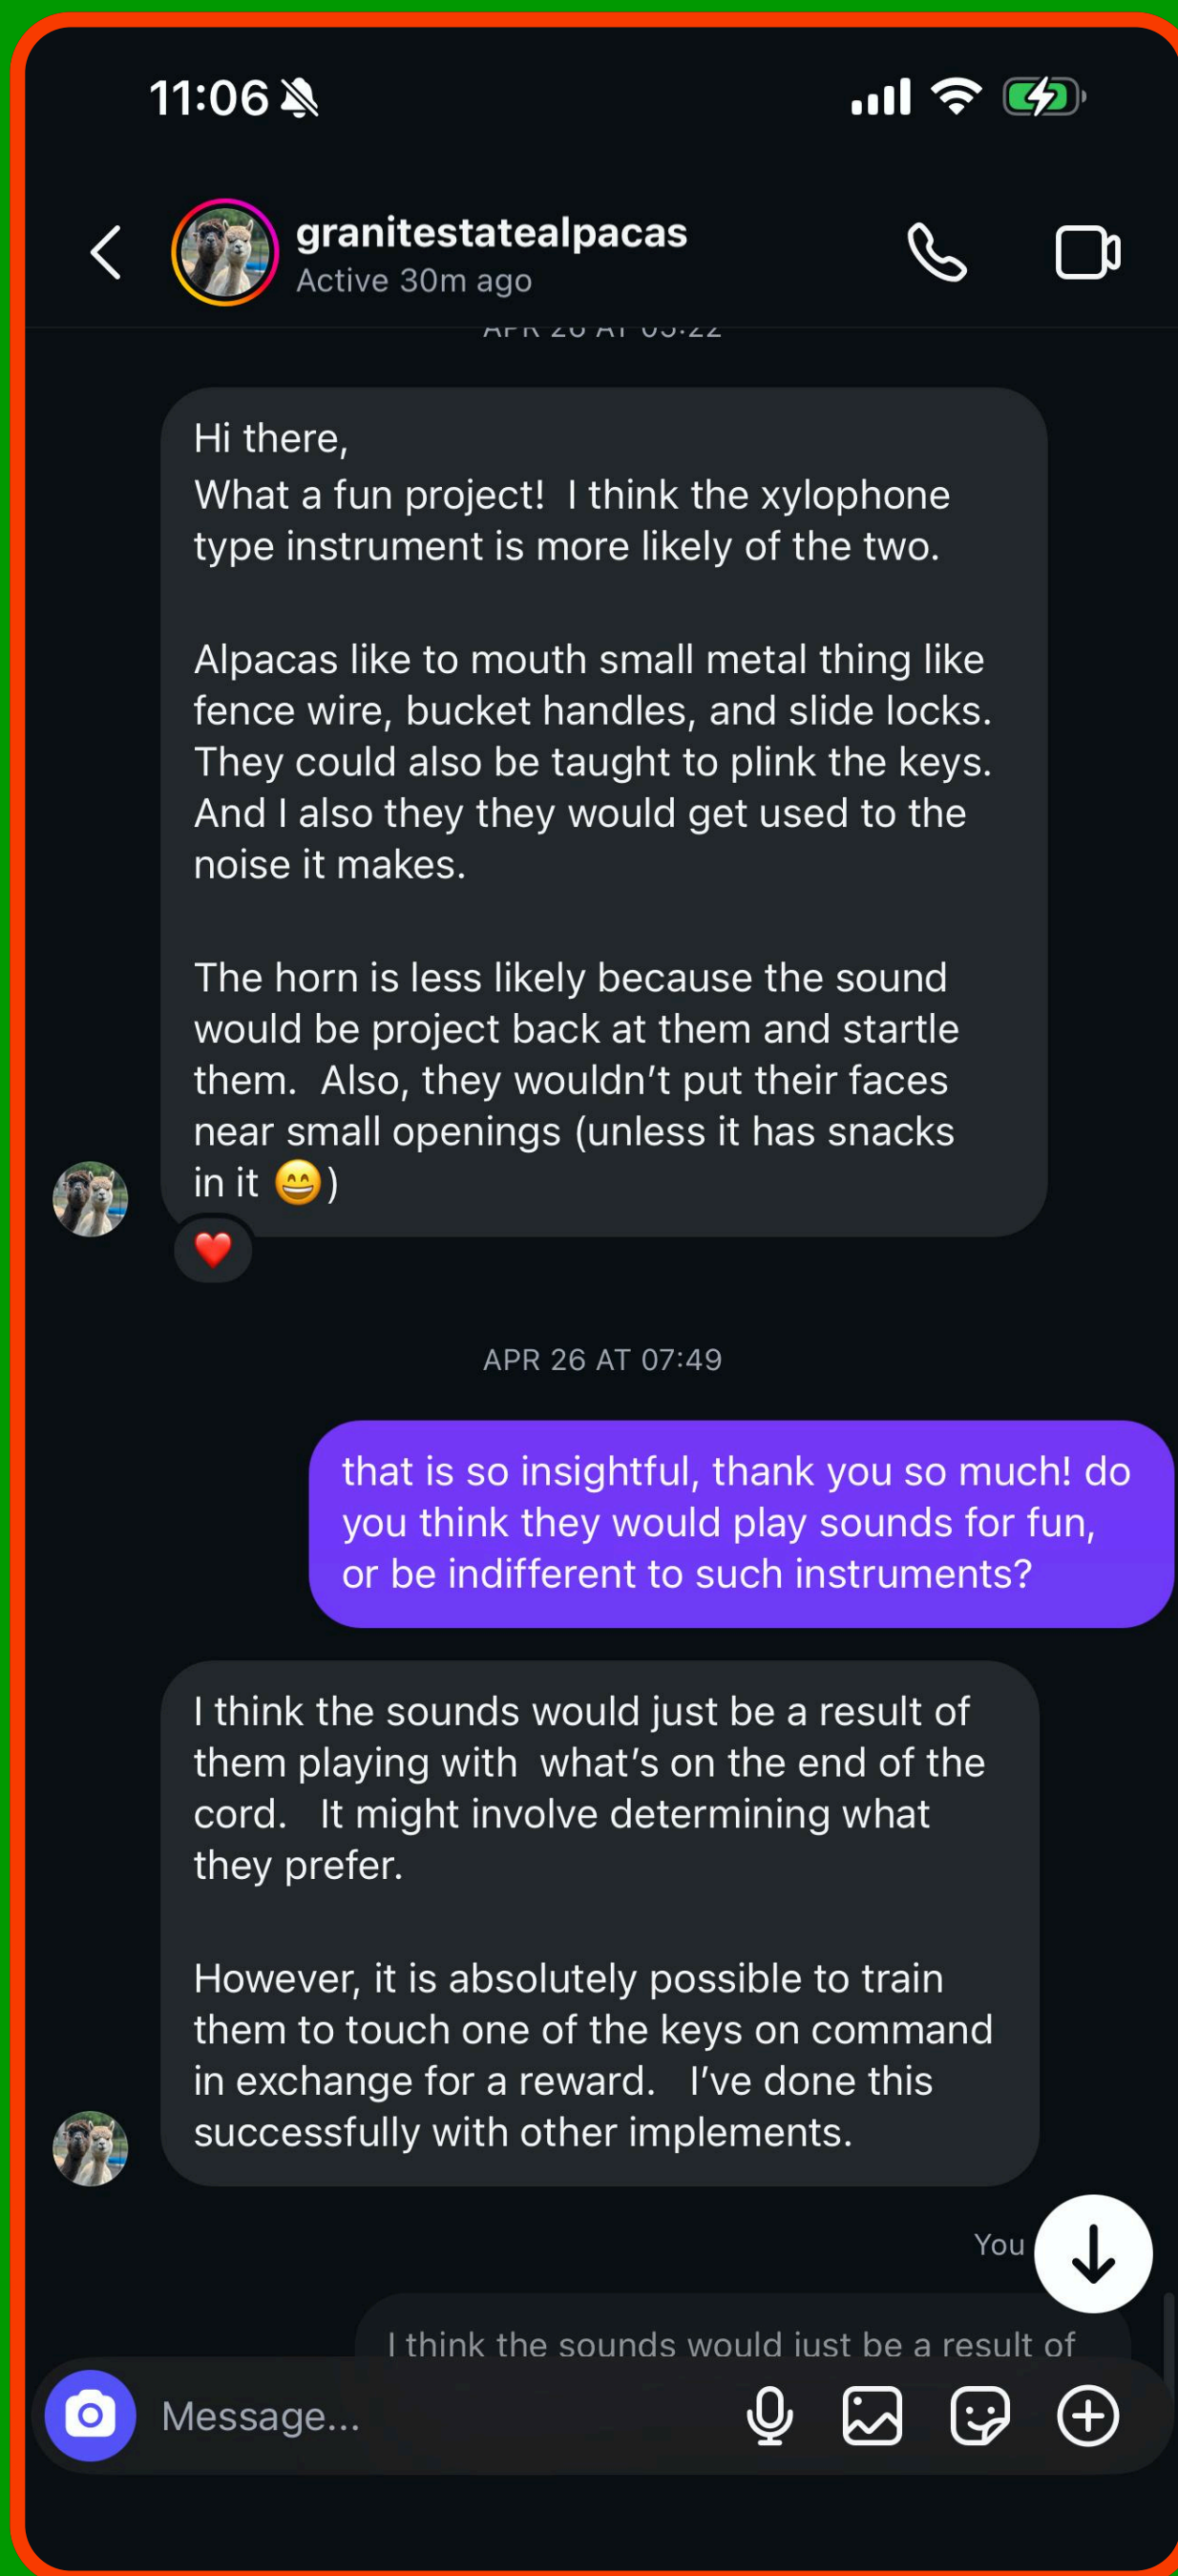 11:06
granitestatealpacas
Active 30m ago
APR 26 AT 05:22
Hi there,
What a fun project!  I think the xylophone
type instrument is more likely of the two.
Alpacas like to mouth small metal thing like
fence wire, bucket handles, and slide locks.
They could also be taught to plink the keys.
And I also they they would get used to the
noise it makes.
The horn is less likely because the sound
would be project back at them and startle
them.  Also, they wouldn’t put their faces
near small openings (unless it has snacks
in it 😄)
❤️
APR 26 AT 07:49
that is so insightful, thank you so much! do
you think they would play sounds for fun,
or be indifferent to such instruments?
I think the sounds would just be a result of
them playing with  what’s on the end of the
cord.   It might involve determining what
they prefer.
However, it is absolutely possible to train
them to touch one of the keys on command
in exchange for a reward.   I’ve done this
successfully with other implements.
You
I think the sounds would just be a result of
Message...